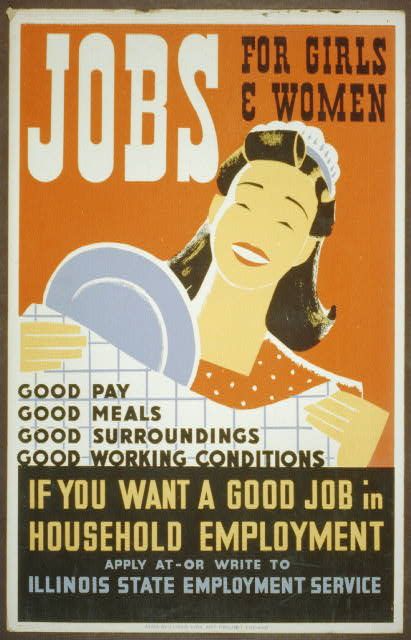 JOBS
FOR GIRLS
& WOMEN
GOOD PAY
GOOD MEALS
GOOD SURROUNDINGS
GOOD WORKING CONDITIONS
IF YOU WANT A GOOD JOB in
HOUSEHOLD EMPLOYMENT
APPLY AT-OR WRITE TO
ILLINOIS STATE EMPLOYMENT SERVICE